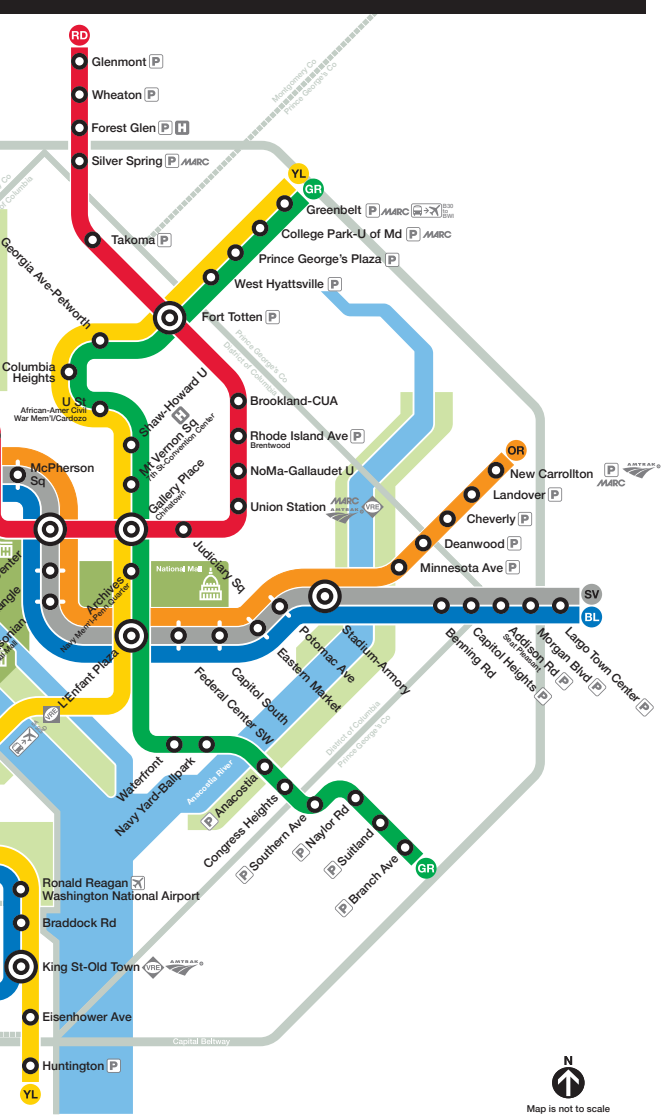 RD
Glenmont P
Wheaton P
Forest Glen P H
Silver Spring P MARC
Takoma P
Montgomery Co
Prince George's Co
YL
GR
Greenbelt P MARC B30 to BWI
College Park-U of Md P MARC
Prince George's Plaza P
West Hyattsville P
Fort Totten P
Georgia Ave-Petworth
Columbia
Heights
U St
African-Amer Civil
War Mem'l/Cardozo
Prince George's Co
District of Columbia
Shaw-Howard U
H
Mt Vernon Sq
7th St-Convention Center
Gallery Place
Chinatown
Brookland-CUA
Rhode Island Ave P
Brentwood
NoMa-Gallaudet U
Union Station MARC
AMTRAK VRE
Judiciary Sq
McPherson
Sq
OR
New Carrollton P AMTRAK
MARC
Landover P
Cheverly P
Deanwood P
Minnesota Ave P
National Mall
Archives
Navy Mem'l-Penn Quarter
L'Enfant Plaza
VRE
SV
BL
Federal Center SW
Capitol South
Eastern Market
Potomac Ave
Stadium-Armory
Benning Rd
Capitol Heights P
Addison Rd P
Seat Pleasant
Morgan Blvd P
Largo Town Center P
District of Columbia
Prince George's Co
Waterfront
Navy Yard-Ballpark
Anacostia River
P Anacostia
Congress Heights
P Southern Ave
P Naylor Rd
P Suitland
P Branch Ave
GR
Ronald Reagan
Washington National Airport
Braddock Rd
King St-Old Town VRE AMTRAK
Eisenhower Ave
Huntington P
YL
Capital Beltway
N
Map is not to scale